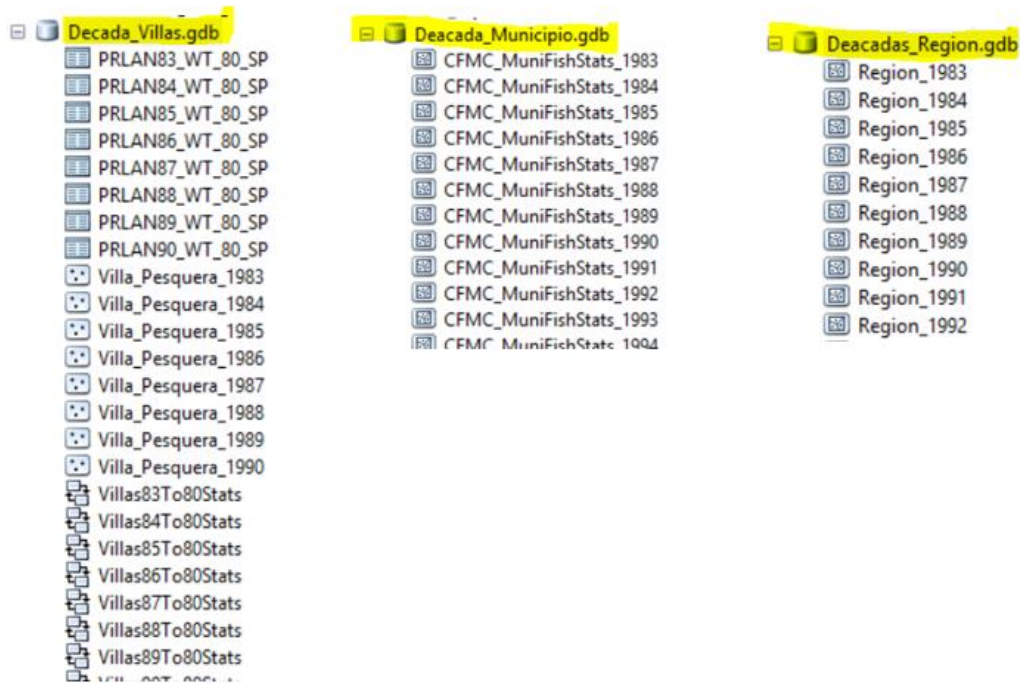 Decada_Villas.gdb
PRLAN83_WT_80_SP
PRLAN84_WT_80_SP
PRLAN85_WT_80_SP
PRLAN86_WT_80_SP
PRLAN87_WT_80_SP
PRLAN88_WT_80_SP
PRLAN89_WT_80_SP
PRLAN90_WT_80_SP
Villa_Pesquera_1983
Villa_Pesquera_1984
Villa_Pesquera_1985
Villa_Pesquera_1986
Villa_Pesquera_1987
Villa_Pesquera_1988
Villa_Pesquera_1989
Villa_Pesquera_1990
Villas83To80Stats
Villas84To80Stats
Villas85To80Stats
Villas86To80Stats
Villas87To80Stats
Villas88To80Stats
Villas89To80Stats
Deacada_Municipio.gdb
CFMC_MuniFishStats_1983
CFMC_MuniFishStats_1984
CFMC_MuniFishStats_1985
CFMC_MuniFishStats_1986
CFMC_MuniFishStats_1987
CFMC_MuniFishStats_1988
CFMC_MuniFishStats_1989
CFMC_MuniFishStats_1990
CFMC_MuniFishStats_1991
CFMC_MuniFishStats_1992
CFMC_MuniFishStats_1993
CFMC_MuniFishStats_1994
Deacadas_Region.gdb
Region_1983
Region_1984
Region_1985
Region_1986
Region_1987
Region_1988
Region_1989
Region_1990
Region_1991
Region_1992